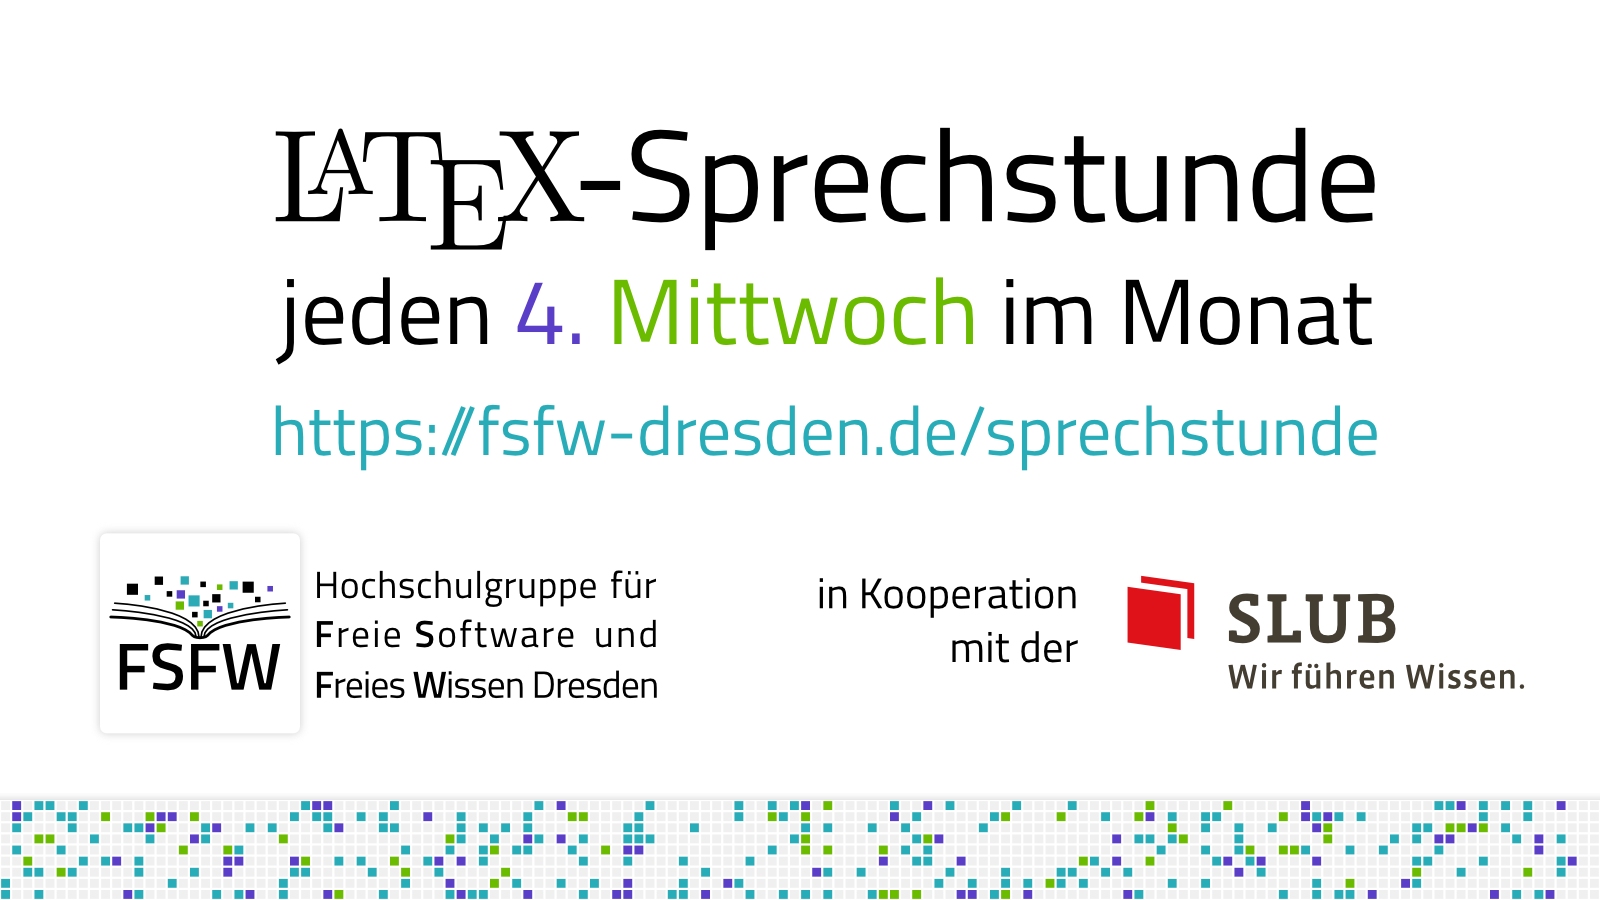 LATEX-Sprechstunde
jeden 4. Mittwoch im Monat
https://fsfw-dresden.de/sprechstunde
FSFW
Hochschulgruppe für
Freie Software und
Freies Wissen Dresden
in Kooperation
mit der
SLUB
Wir führen Wissen.